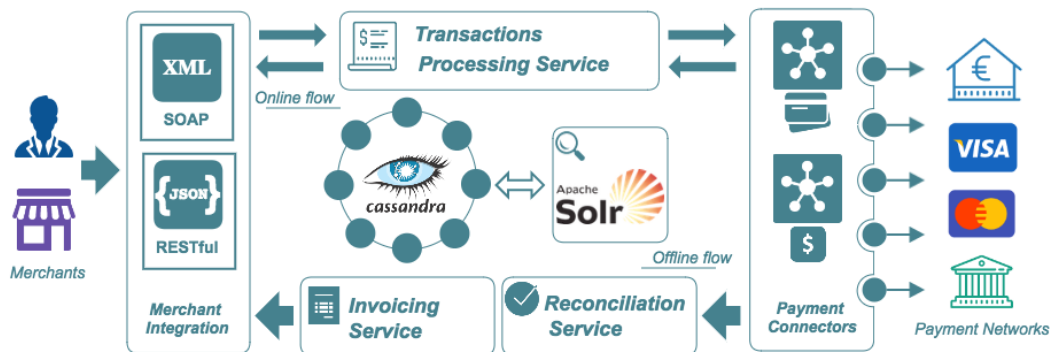 XML
SOAP
{JSON}
RESTful
Merchants
Merchant
Integration
$
Transactions
Processing Service
Online flow
cassandra
Apache
Solr
Offline flow
Invoicing
Service
Reconciliation
Service
$
Payment
Connectors
€
VISA
Payment Networks